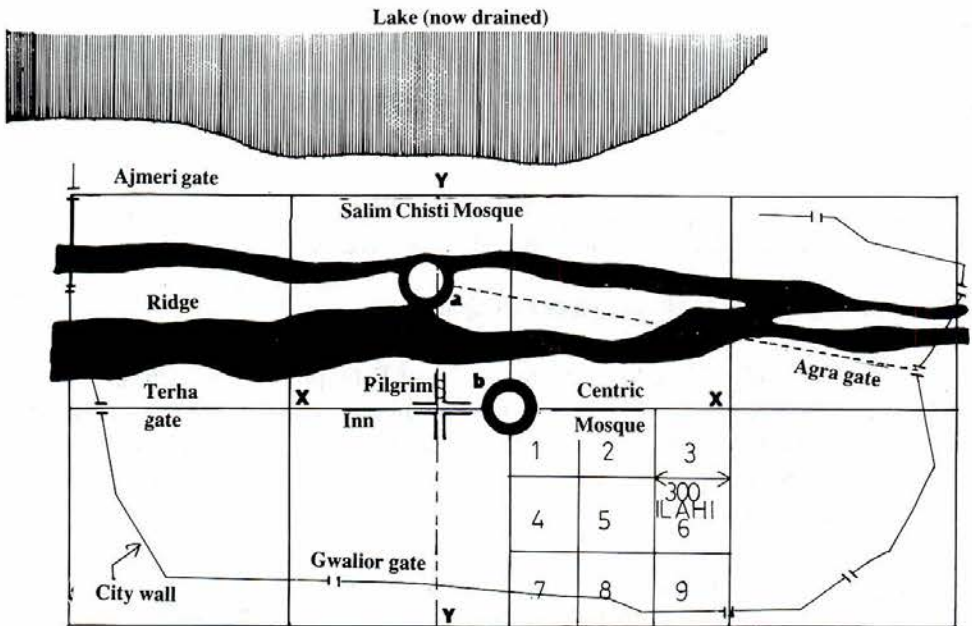 Lake (now drained)
Ajmeri gate
Y
Salim Chisti Mosque
Ridge
a
Agra gate
Pilgrim
b
Centric
Terha
gate
X
X
Inn
Mosque
1 2 3
300
ILAHI
4 5 6
Gwalior gate
City wall
7 8 9
Y